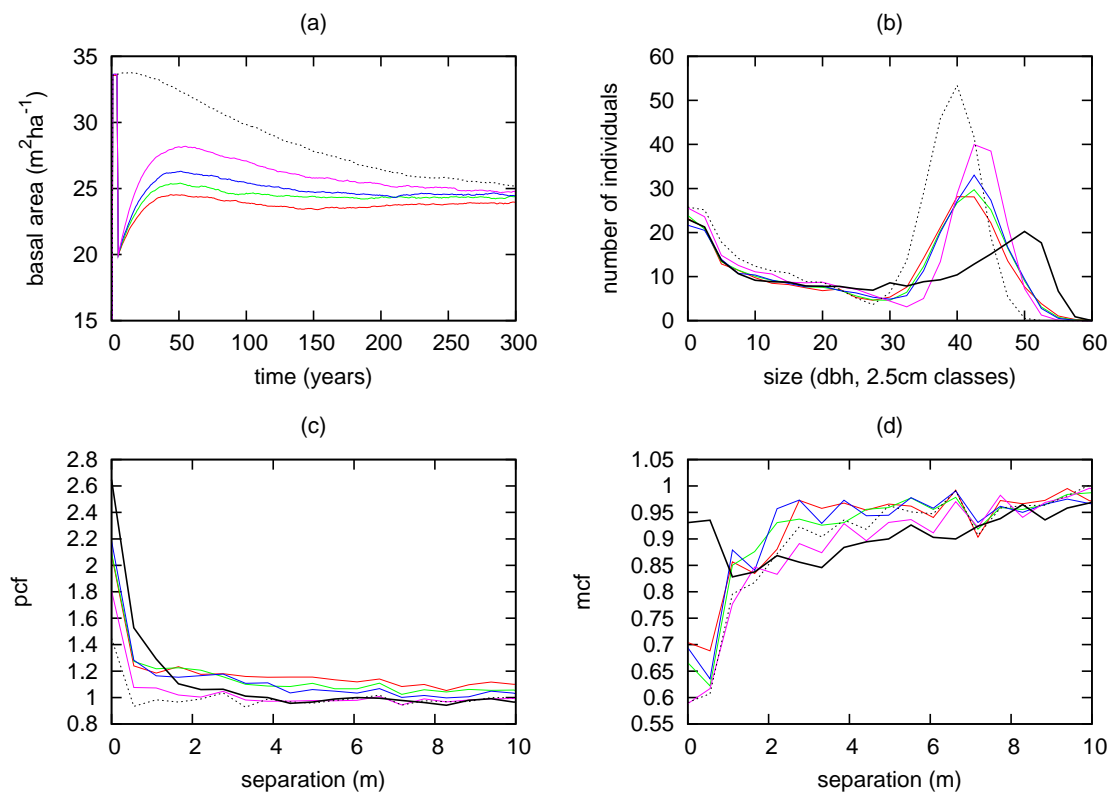 (a)
35
30
25
20
15
0 50 100 150 200 250 300
basal area (m²ha⁻¹)
time (years)
(b)
60
50
40
30
20
10
0
0 10 20 30 40 50 60
number of individuals
size (dbh, 2.5cm classes)
(c)
2.8
2.6
2.4
2.2
2
1.8
1.6
1.4
1.2
1
0.8
0 2 4 6 8 10
pcf
separation (m)
(d)
1.05
1
0.95
0.9
0.85
0.8
0.75
0.7
0.65
0.6
0.55
0 2 4 6 8 10
mcf
separation (m)